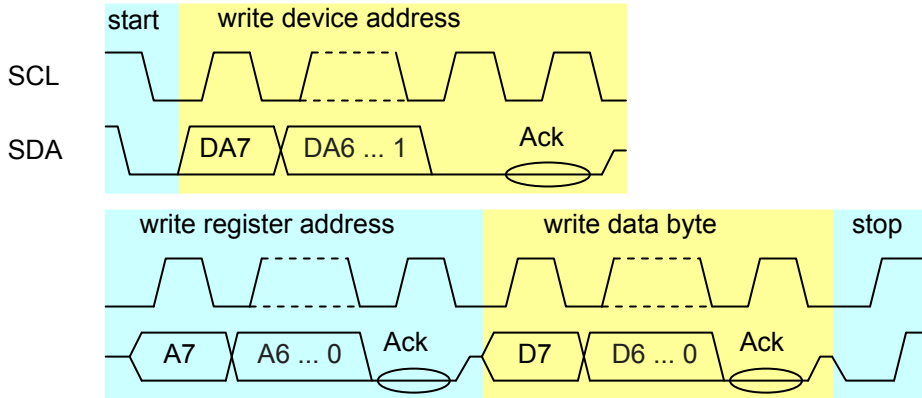 start write device address
SCL
SDA DA7 DA6 ... 1 Ack
write register address write data byte stop
A7 A6 ... 0 Ack D7 D6 ... 0 Ack